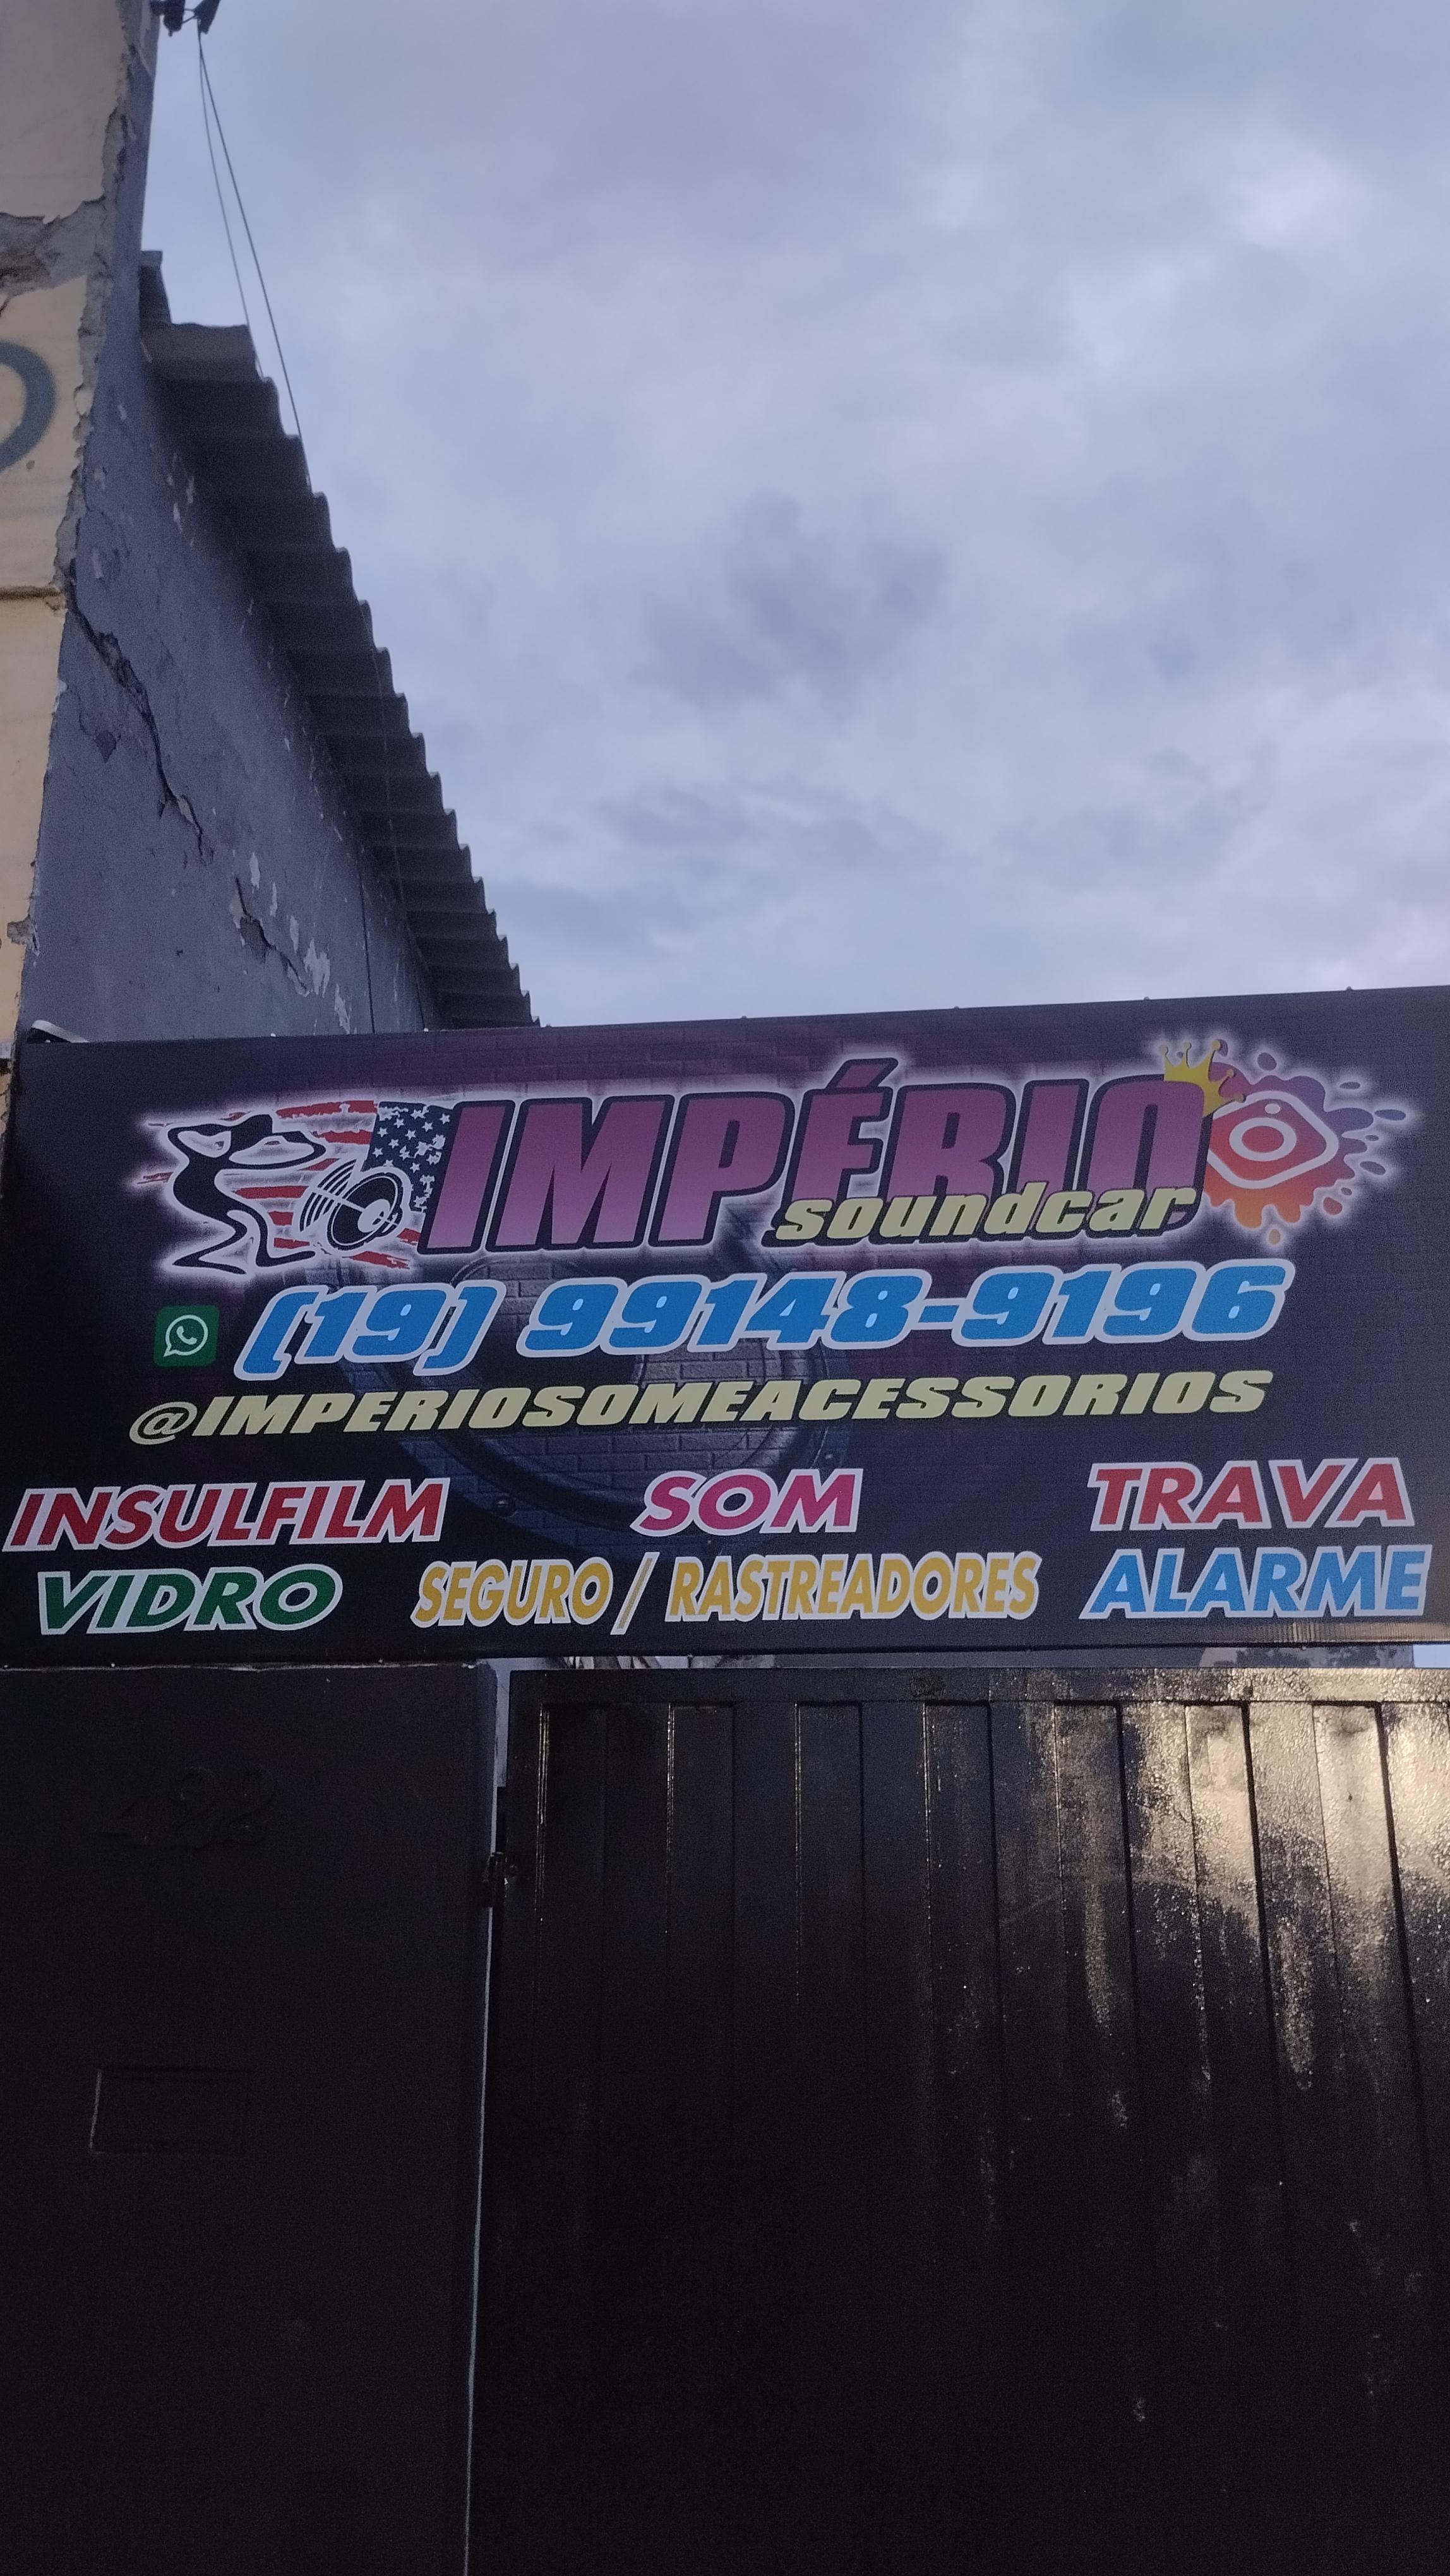 IMPÉRIO
soundcar
(19) 99148-9196
@IMPERIOSOMEACESSORIOS
INSULFILM SOM TRAVA
VIDRO SEGURO / RASTREADORES ALARME